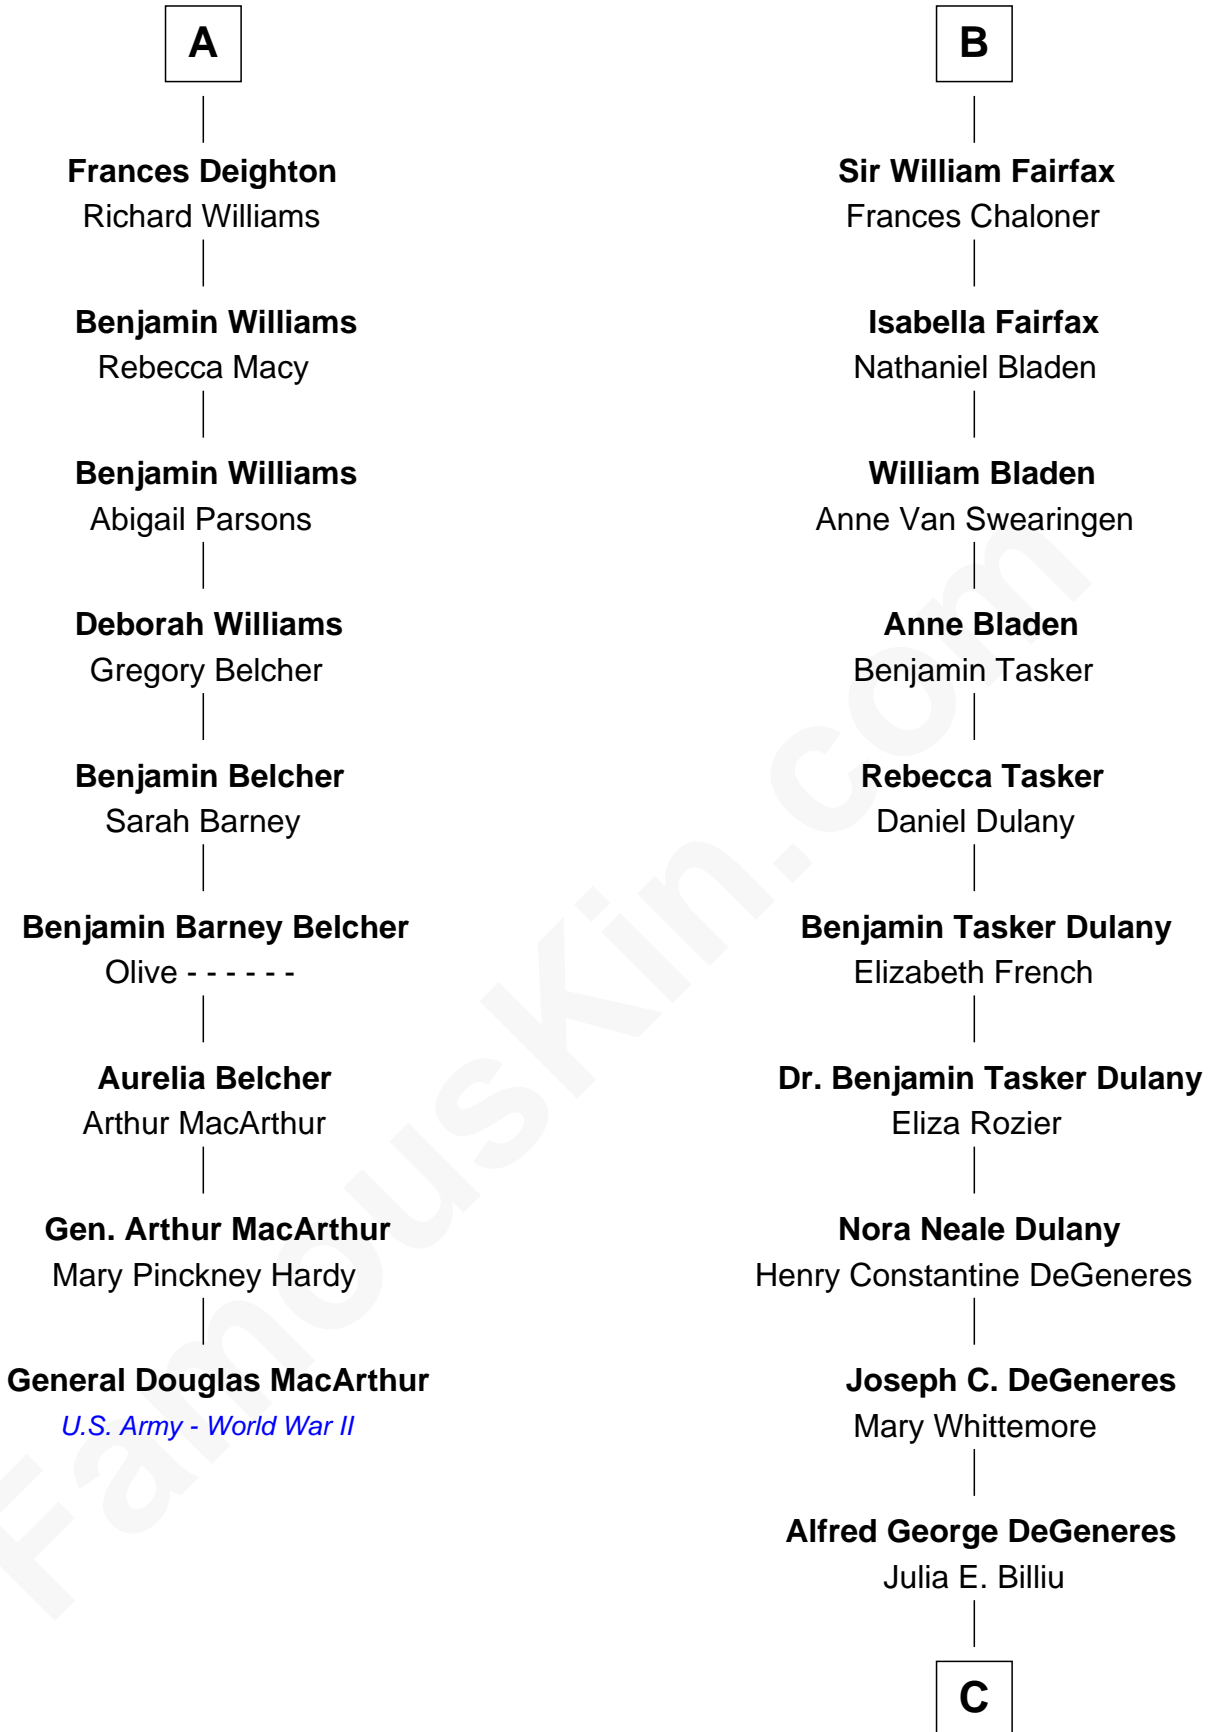 A
Frances Deighton
Richard Williams
Benjamin Williams
Rebecca Macy
Benjamin Williams
Abigail Parsons
Deborah Williams
Gregory Belcher
Benjamin Belcher
Sarah Barney
Benjamin Barney Belcher
Olive - - - - - -
Aurelia Belcher
Arthur MacArthur
Gen. Arthur MacArthur
Mary Pinckney Hardy
General Douglas MacArthur
U.S. Army - World War II
B
Sir William Fairfax
Frances Chaloner
Isabella Fairfax
Nathaniel Bladen
William Bladen
Anne Van Swearingen
Anne Bladen
Benjamin Tasker
Rebecca Tasker
Daniel Dulany
Benjamin Tasker Dulany
Elizabeth French
Dr. Benjamin Tasker Dulany
Eliza Rozier
Nora Neale Dulany
Henry Constantine DeGeneres
Joseph C. DeGeneres
Mary Whittemore
Alfred George DeGeneres
Julia E. Billiu
C
FamousKin.com